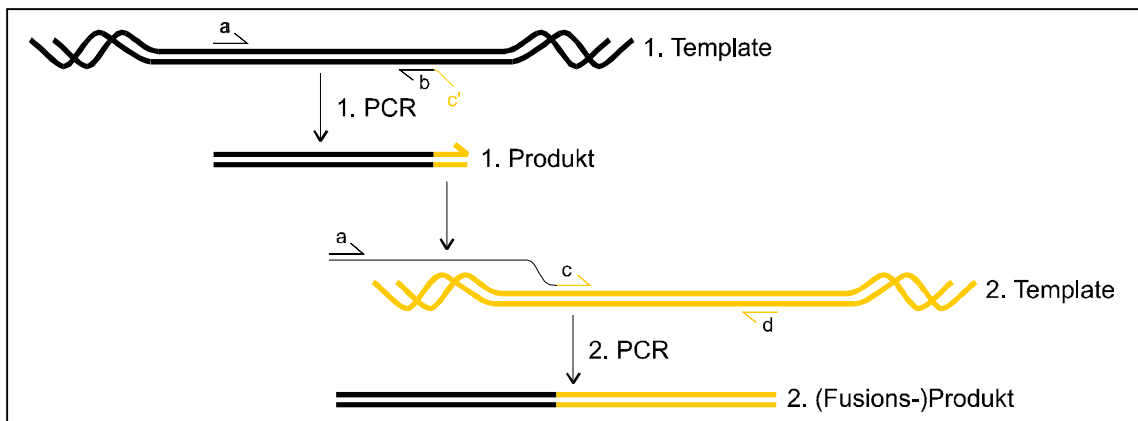 a
1. Template
b
c'
1. PCR
1. Produkt
a
c
2. Template
d
2. PCR
2. (Fusions-)Produkt